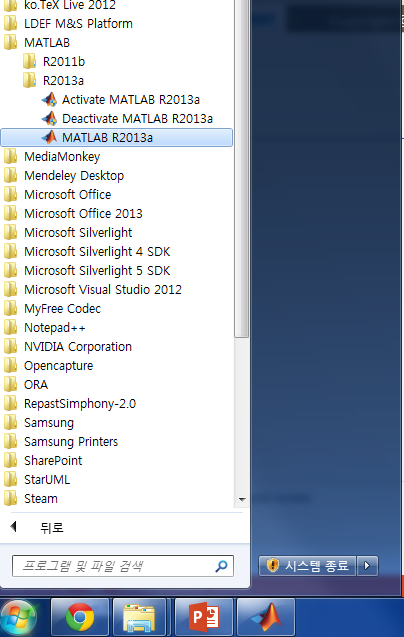 ko.TeX Live 2012
LDEF M&S Platform
MATLAB
R2011b
R2013a
Activate MATLAB R2013a
Deactivate MATLAB R2013a
MATLAB R2013a
MediaMonkey
Mendeley Desktop
Microsoft Office
Microsoft Office 2013
Microsoft Silverlight
Microsoft Silverlight 4 SDK
Microsoft Silverlight 5 SDK
Microsoft Visual Studio 2012
MyFree Codec
Notepad++
NVIDIA Corporation
Opencapture
ORA
RepastSimphony-2.0
Samsung
Samsung Printers
SharePoint
StarUML
Steam
뒤로
프로그램 및 파일 검색
시스템 종료